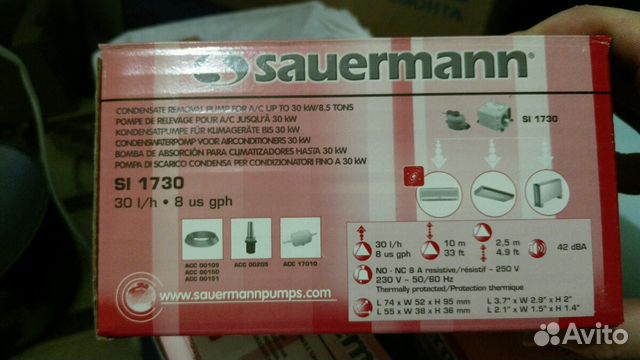 sauermann®
CONDENSATE REMOVAL PUMP FOR A/C UP TO 30 kW/8.5 TONS
POMPE DE RELEVAGE POUR A/C JUSQU'À 30 kW
KONDENSATPUMPE FÜR KLIMAGERÄTE BIS 30 kW
CONDENSWATERPOMP VOOR AIRCONDITIONERS 30 kW
BOMBA DE ABSORCIÓN PARA CLIMATIZADORES HASTA 30 kW
POMPA DI SCARICO CONDENSA PER CONDIZIONATORI FINO A 30 kW
SI 1730
SI 1730
30 l/h • 8 us gph
ACC 00109
ACC 00150
ACC 00151
ACC 00205
ACC 17010
30 l/h
8 us gph
10 m
33 ft
2,5 m
4.9 ft
42 dBA
NO - NC 8 A resistive/résistif - 250 V
230 V ~ 50/60 Hz
Thermally protected/Protection thermique
L 74 x W 52 x H 95 mm L 3.7" x W 2.9" x H 2"
L 55 x W 38 x H 36 mm L 2.1" x W 1.5" x H 1.4"
www.sauermannpumps.com
Avito